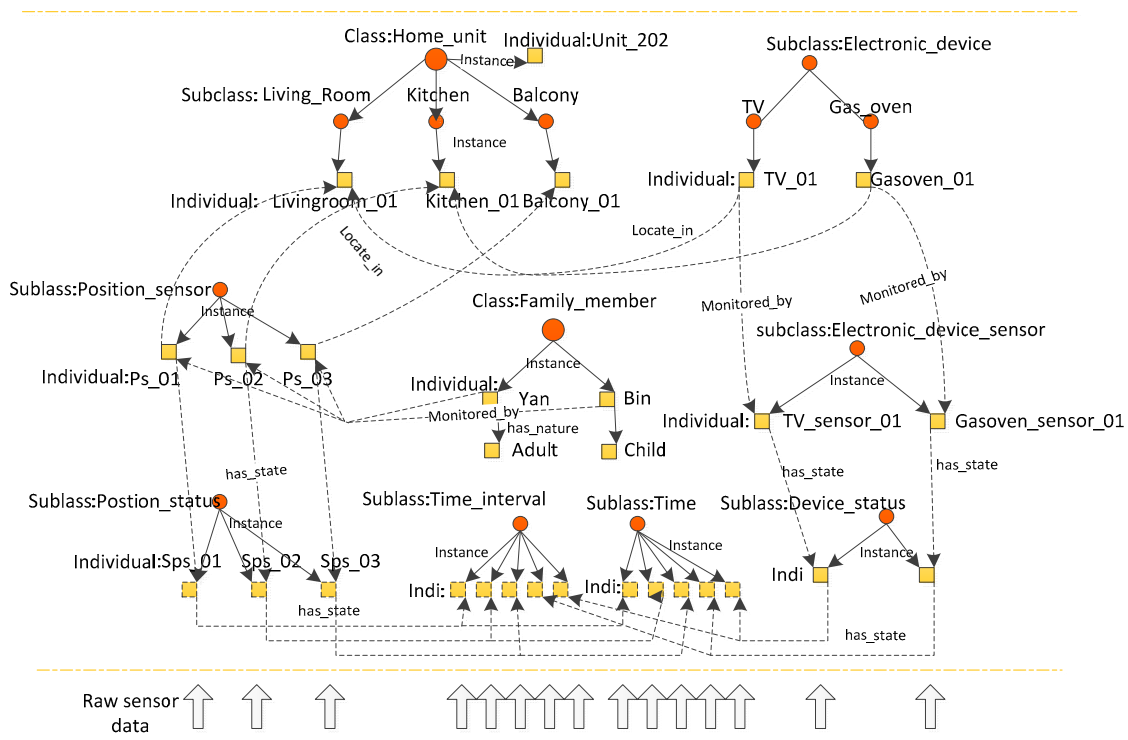 Class:Home_unit
Individual:Unit_202
Instance
Subclass:Electronic_device
Subclass: Living_Room
Kitchen
Balcony
TV
Gas_oven
Instance
Individual:
TV_01
Gasoven_01
Individual:
Livingroom_01
Kitchen_01
Balcony_01
Locate_in
Locate_in
Sublass:Position_sensor
Instance
Class:Family_member
Monitored_by
Monitored_by
subclass:Electronic_device_sensor
Individual:Ps_01
Ps_02
Ps_03
Instance
Instance
Individual:
Yan
Bin
Monitored_by
has_nature
Individual:
TV_sensor_01
Gasoven_sensor_01
Adult
Child
has_state
has_state
has_state
Sublass:Postion_status
Instance
Sublass:Time_interval
Sublass:Time
Sublass:Device_status
Instance
Instance
Instance
Individual:Sps_01
Sps_02
Sps_03
Indi:
Indi:
Indi
has_state
has_state
Raw sensor
data